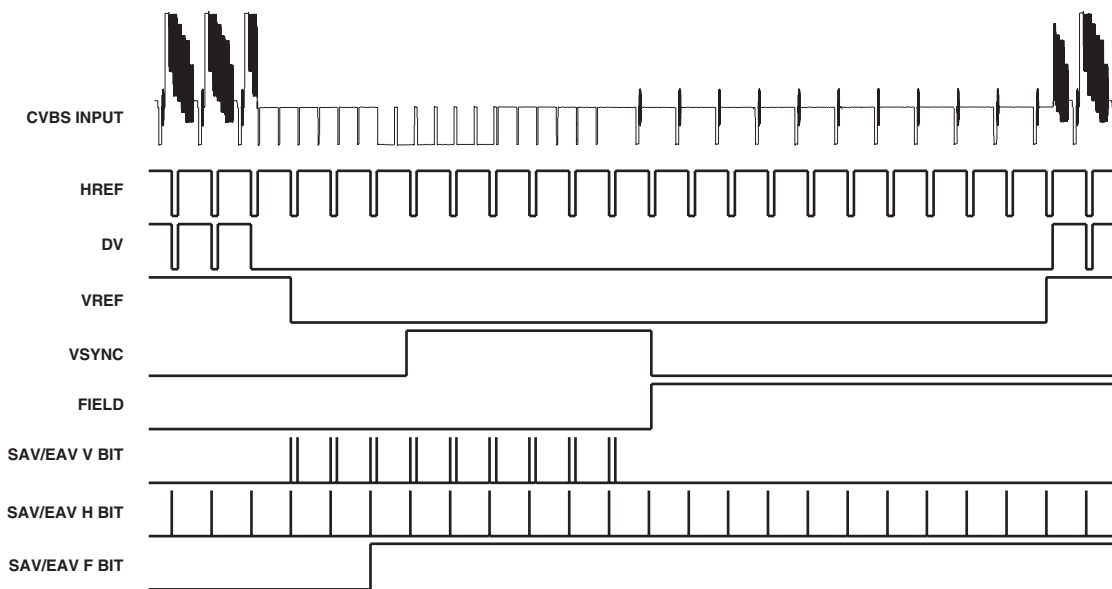 CVBS INPUT
HREF
DV
VREF
VSYNC
FIELD
SAV/EAV V BIT
SAV/EAV H BIT
SAV/EAV F BIT